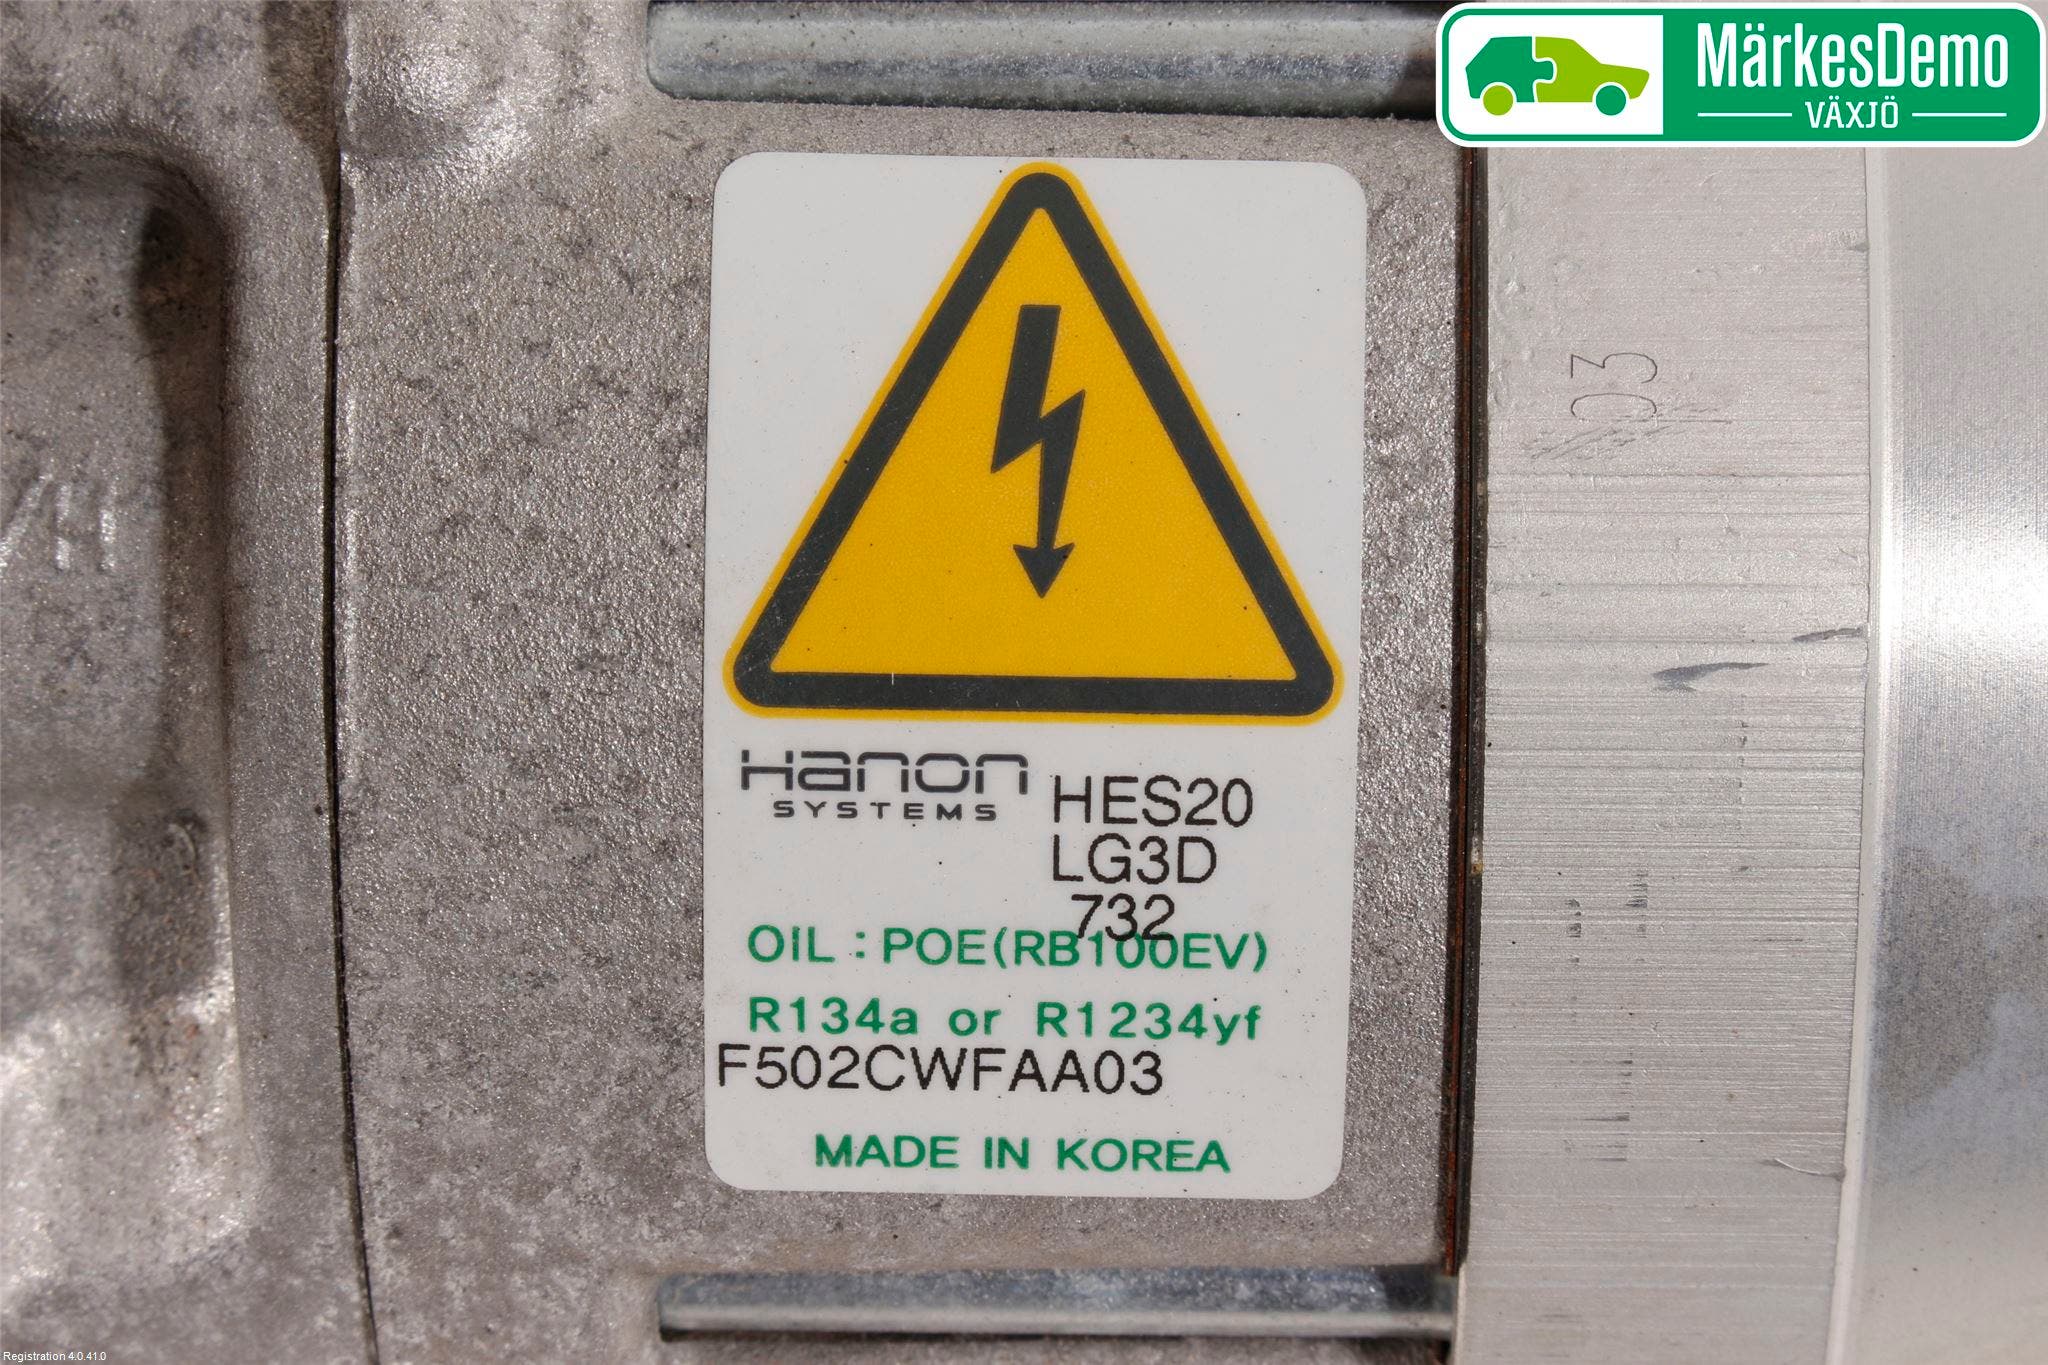 MärkesDemo
VÄXJÖ
03
Hanon
SYSTEMS
HES20
LG3D
732
OIL : POE(RB100EV)
R134a or R1234yf
F502CWFAA03
MADE IN KOREA
Registration 4.0.41.0